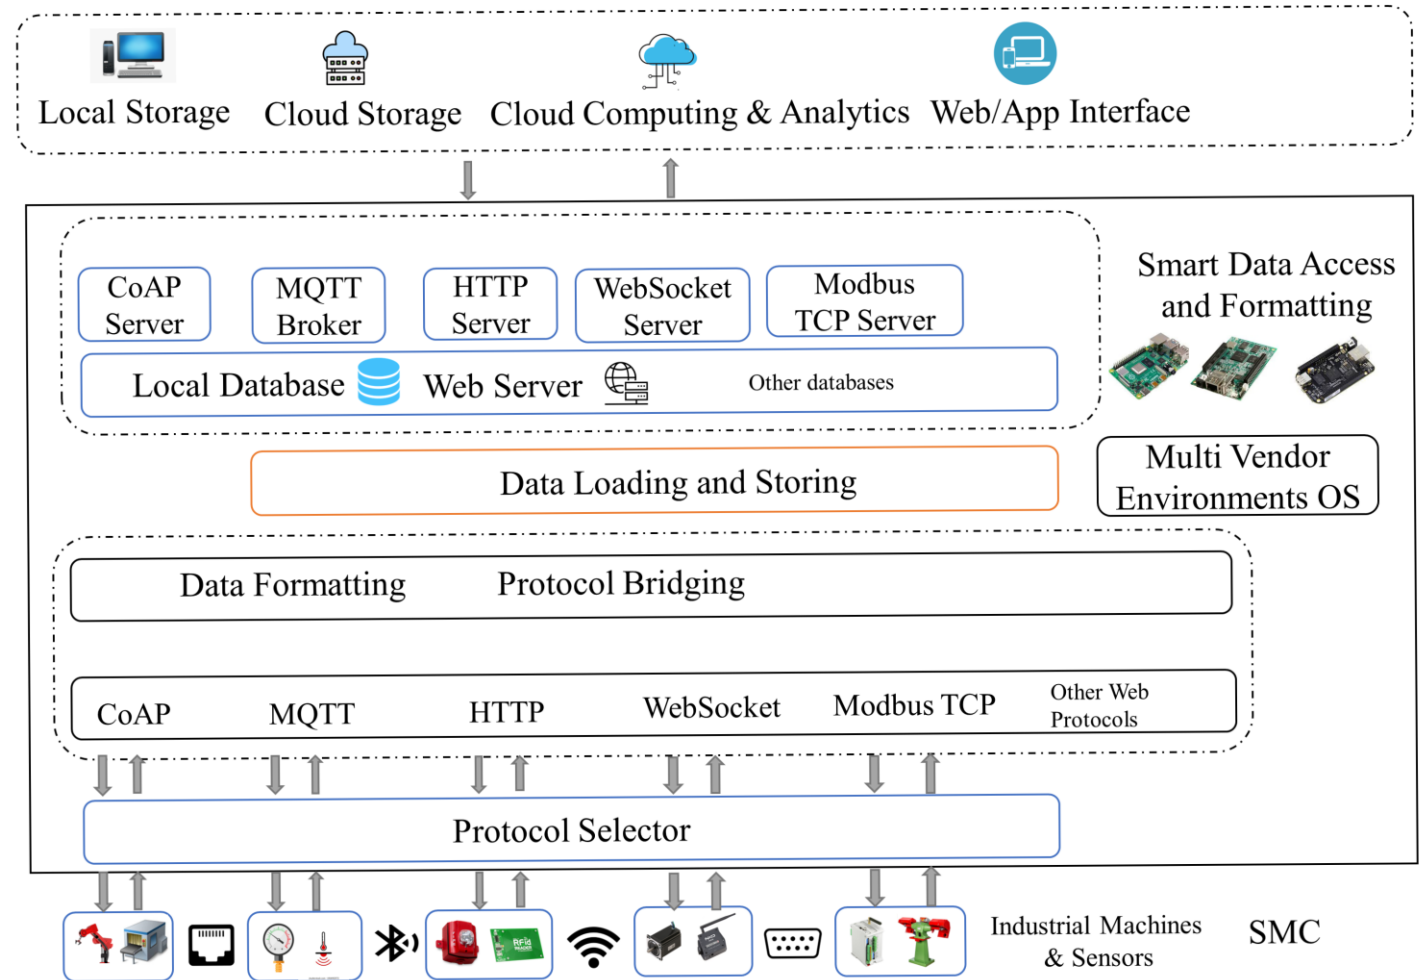 Local Storage
Cloud Storage
Cloud Computing & Analytics
Web/App Interface
CoAP
Server
MQTT
Broker
HTTP
Server
WebSocket
Server
Modbus
TCP Server
Smart Data Access
and Formatting
Local Database
Web Server
Other databases
Data Loading and Storing
Multi Vendor
Environments OS
Data Formatting
Protocol Bridging
CoAP
MQTT
HTTP
WebSocket
Modbus TCP
Other Web
Protocols
Protocol Selector
RFid
Industrial Machines
& Sensors
SMC